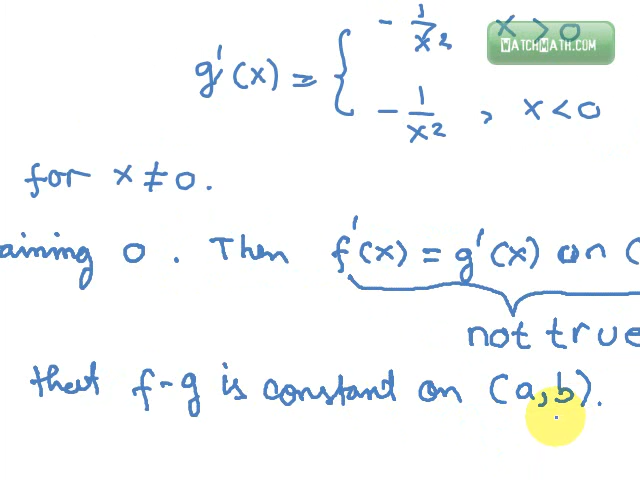 - 1/x², x > 0
WatchMath.com
g'(x) = {
- 1/x², x < 0
for x ≠ 0.
aining 0. Then f'(x) = g'(x) on (
not true
that f-g is constant on (a,b).